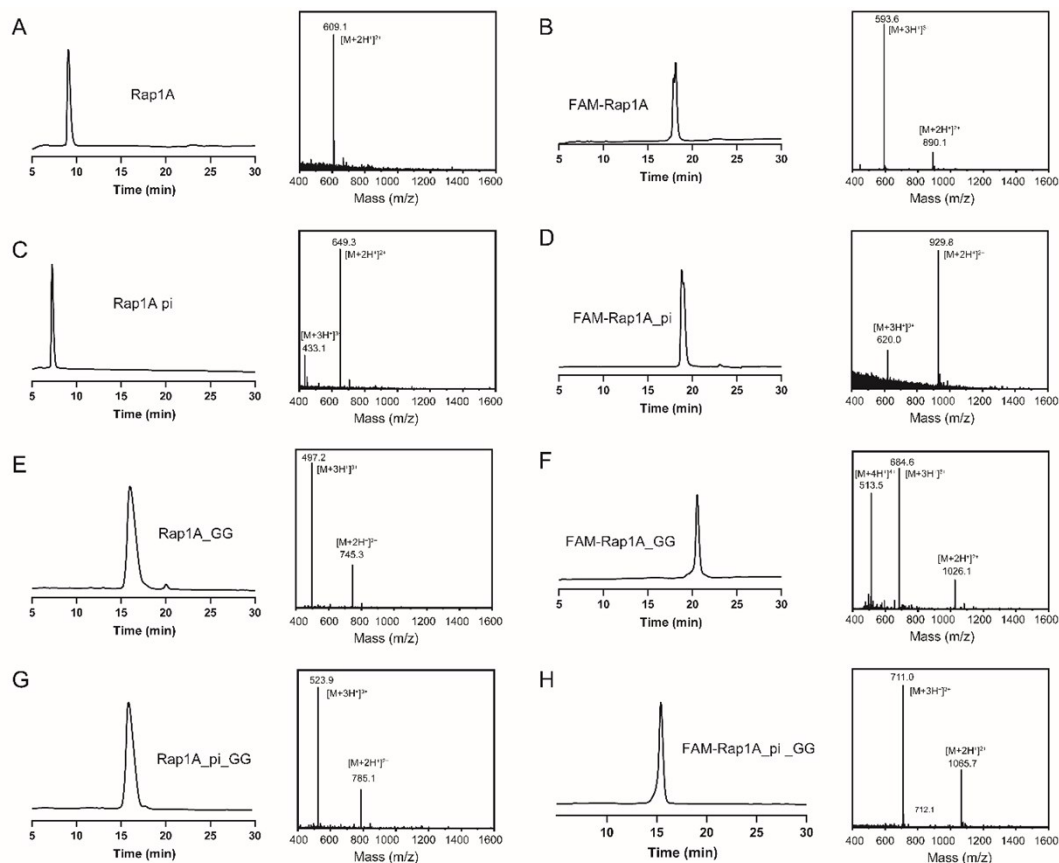 A
Rap1A
5 10 15 20 25 30
Time (min)
609.1
[M+2H⁺]²⁺
400 600 800 1000 1200 1400 1600
Mass (m/z)
B
FAM-Rap1A
5 10 15 20 25 30
Time (min)
593.6
[M+3H⁺]³
[M+2H⁺]²⁺
890.1
400 600 800 1000 1200 1400 1600
Mass (m/z)
C
Rap1A pi
5 10 15 20 25 30
Time (min)
649.3
[M+2H⁺]²⁺
[M+3H⁺]³⁺
433.1
400 600 800 1000 1200 1400 1600
Mass (m/z)
D
FAM-Rap1A_pi
5 10 15 20 25 30
Time (min)
929.8
[M+2H⁺]²⁺
[M+3H⁺]³⁺
620.0
400 600 800 1000 1200 1400 1600
Mass (m/z)
E
Rap1A_GG
5 10 15 20 25 30
Time (min)
497.2
[M+3H⁺]³⁺
[M+2H⁺]²⁺
745.3
400 600 800 1000 1200 1400 1600
Mass (m/z)
F
FAM-Rap1A_GG
5 10 15 20 25 30
Time (min)
684.6
[M+4H⁺]⁴⁺
[M+3H⁺]³⁺
513.5
[M+2H⁺]²⁺
1026.1
400 600 800 1000 1200 1400 1600
Mass (m/z)
G
Rap1A_pi_GG
5 10 15 20 25 30
Time (min)
523.9
[M+3H⁺]³⁺
[M+2H⁺]²⁺
785.1
400 600 800 1000 1200 1400 1600
Mass (m/z)
H
FAM-Rap1A_pi _GG
5 10 15 20 25 30
Time (min)
711.0
[M+3H⁺]²⁺
[M+2H⁺]²⁺
1065.7
712.1
400 600 800 1000 1200 1400 1600
Mass (m/z)